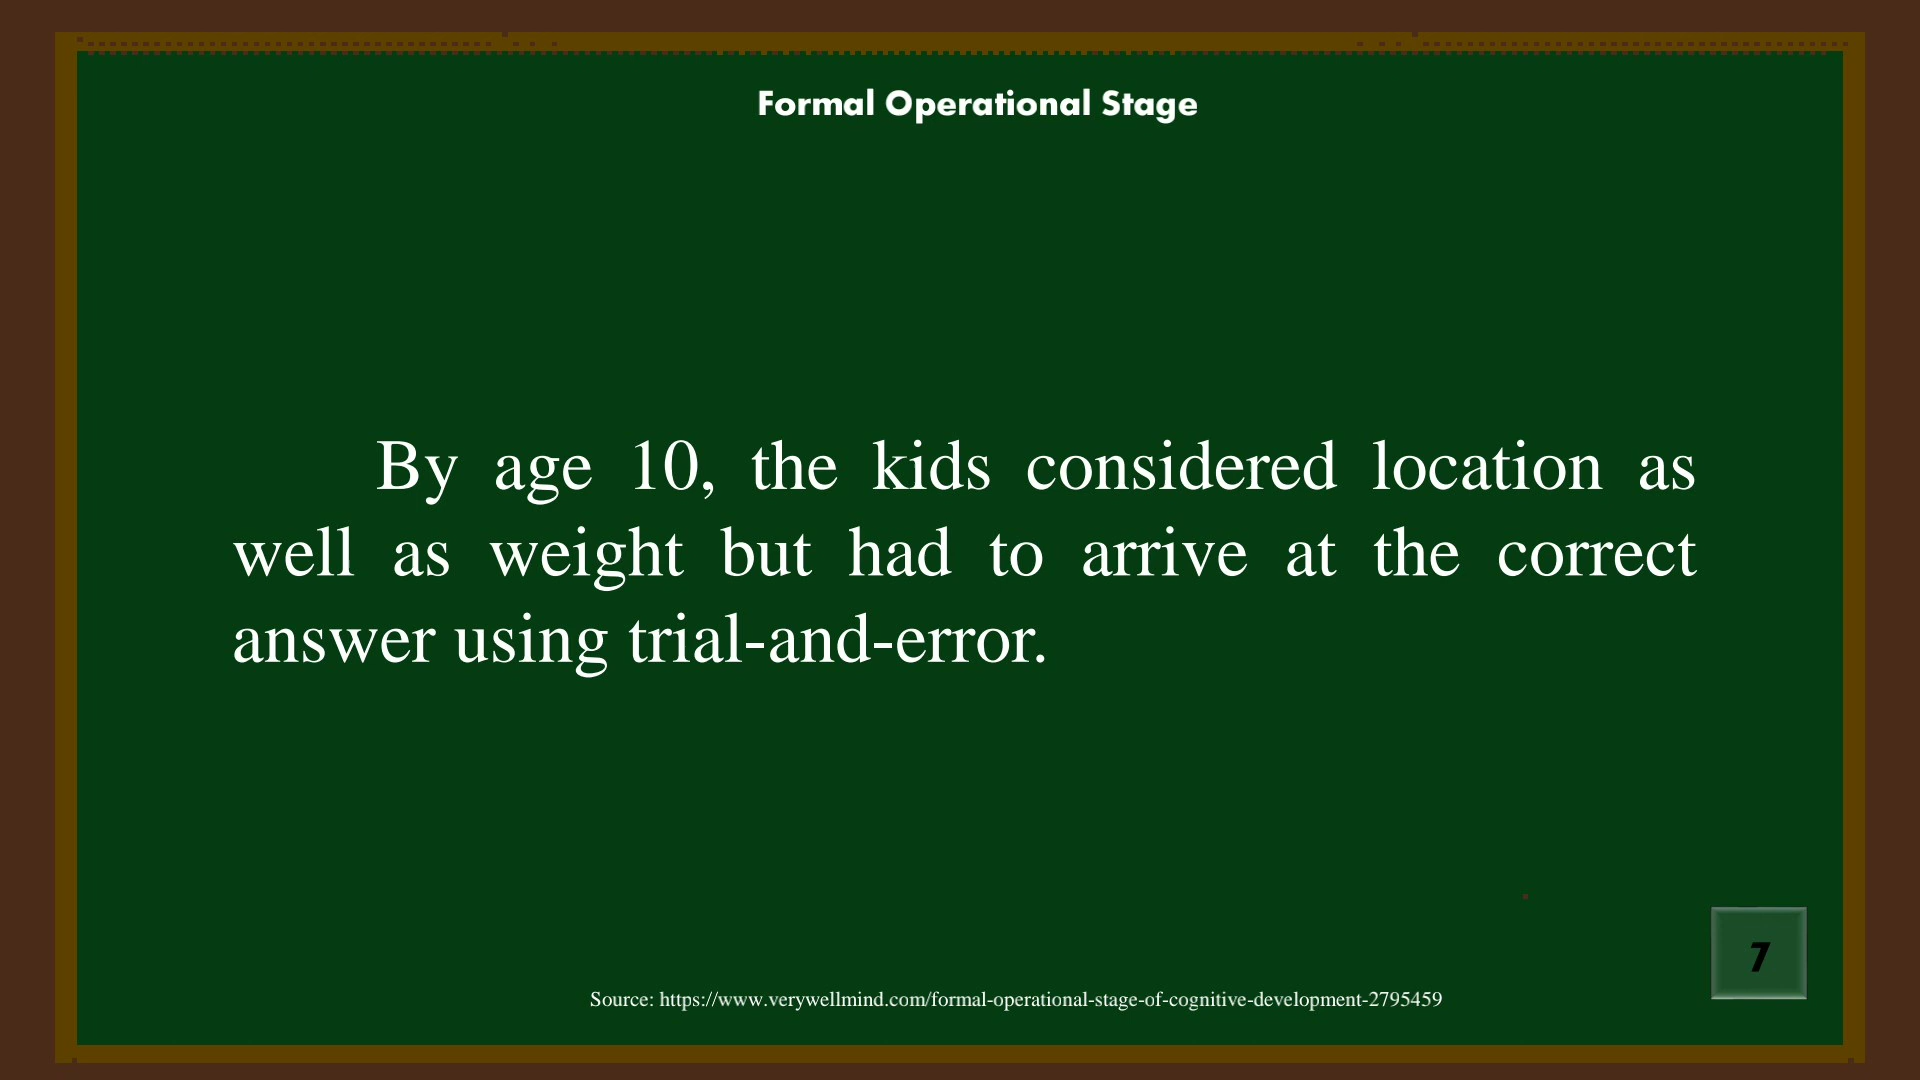 Formal Operational Stage
By age 10, the kids considered location as
well as weight but had to arrive at the correct
answer using trial-and-error.
7
Source: https://www.verywellmind.com/formal-operational-stage-of-cognitive-development-2795459